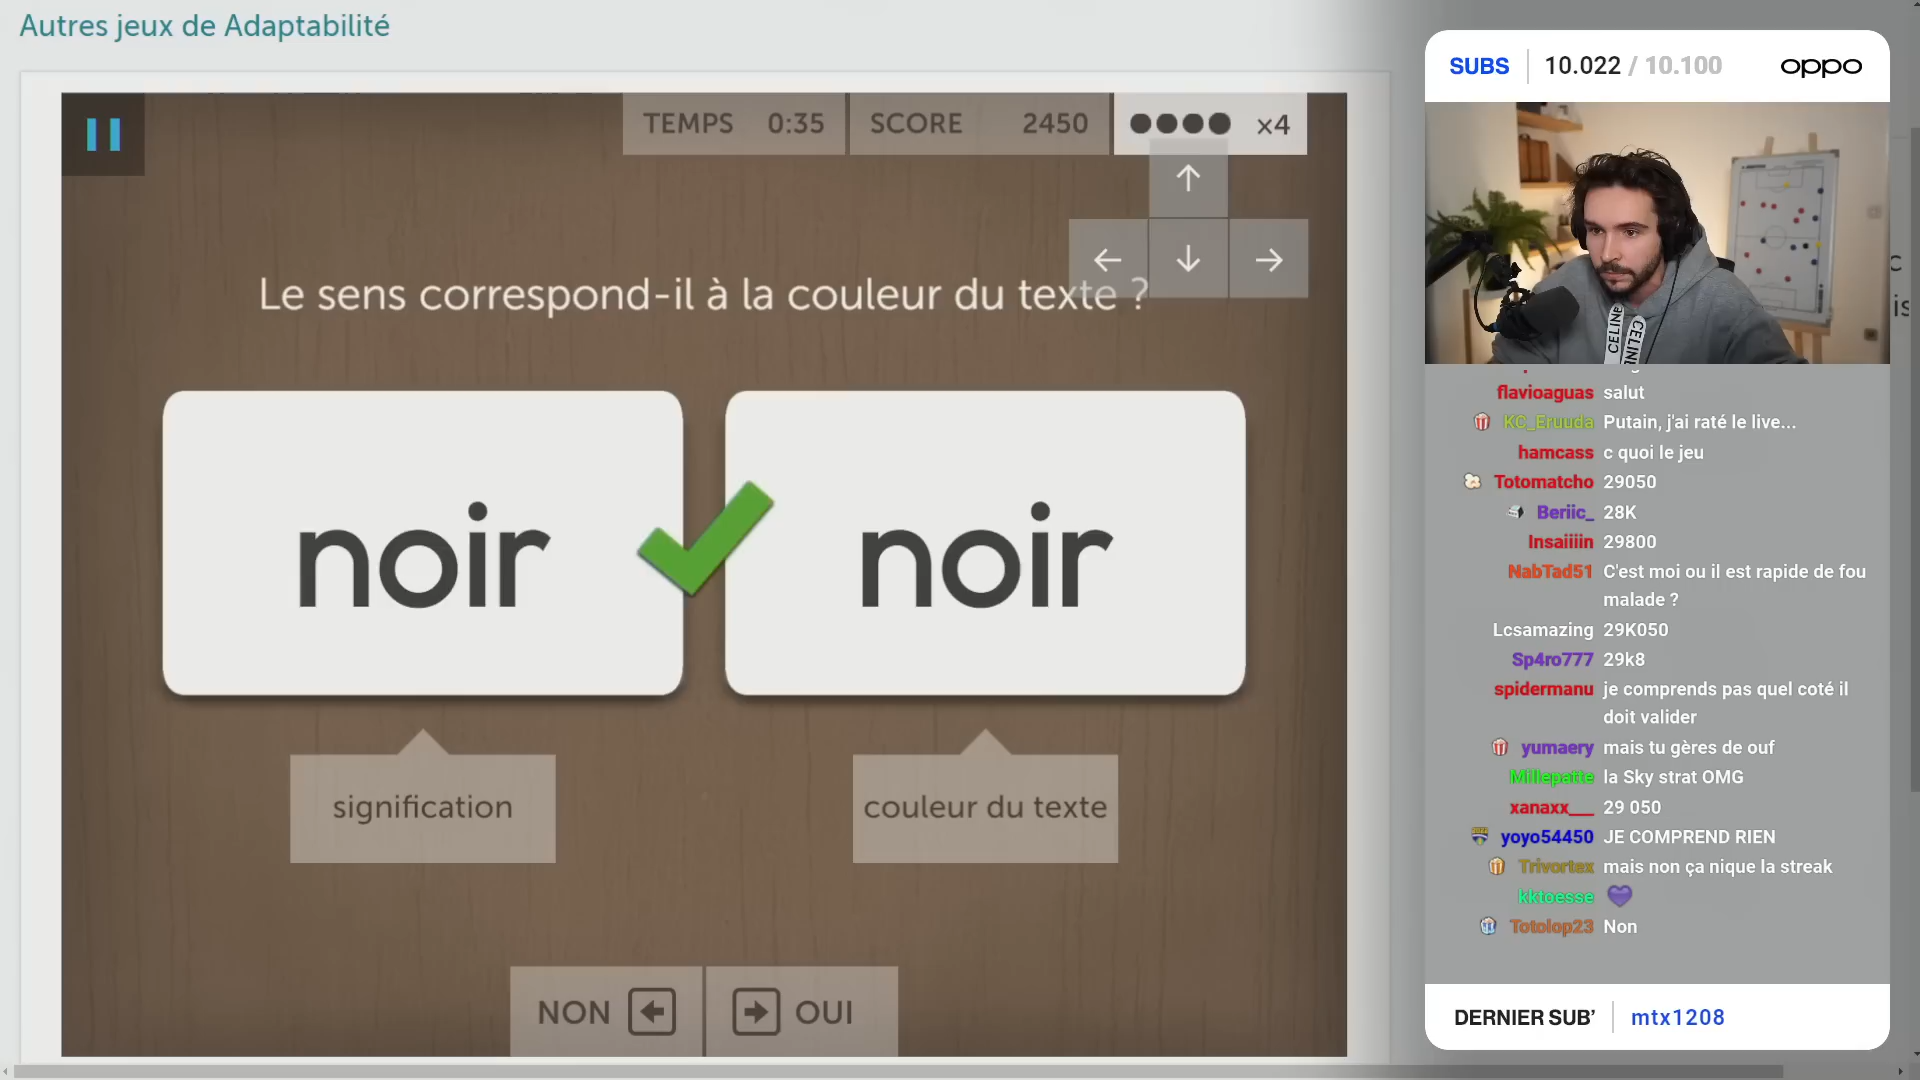 Autres jeux de Adaptabilité
TEMPS 0:35
SCORE 2450
x4
Le sens correspond-il à la couleur du texte ?
noir
noir
signification
couleur du texte
NON
OUI
SUBS 10.022 / 10.100 oppo
CELINE
CELINE
flavioaguas salut
KC_Eruuda Putain, j'ai raté le live...
hamcass c quoi le jeu
Totomatcho 29050
Beriic_ 28K
Insaiiiin 29800
NabTad51 C'est moi ou il est rapide de fou
malade ?
Lcsamazing 29K050
Sp4ro777 29k8
spidermanu je comprends pas quel coté il
doit valider
yumaery mais tu gères de ouf
Millepatte la Sky strat OMG
xanaxx___ 29 050
yoyo54450 JE COMPREND RIEN
Trivortex mais non ça nique la streak
kktoesse 💜
Totolop23 Non
DERNIER SUB' mtx1208